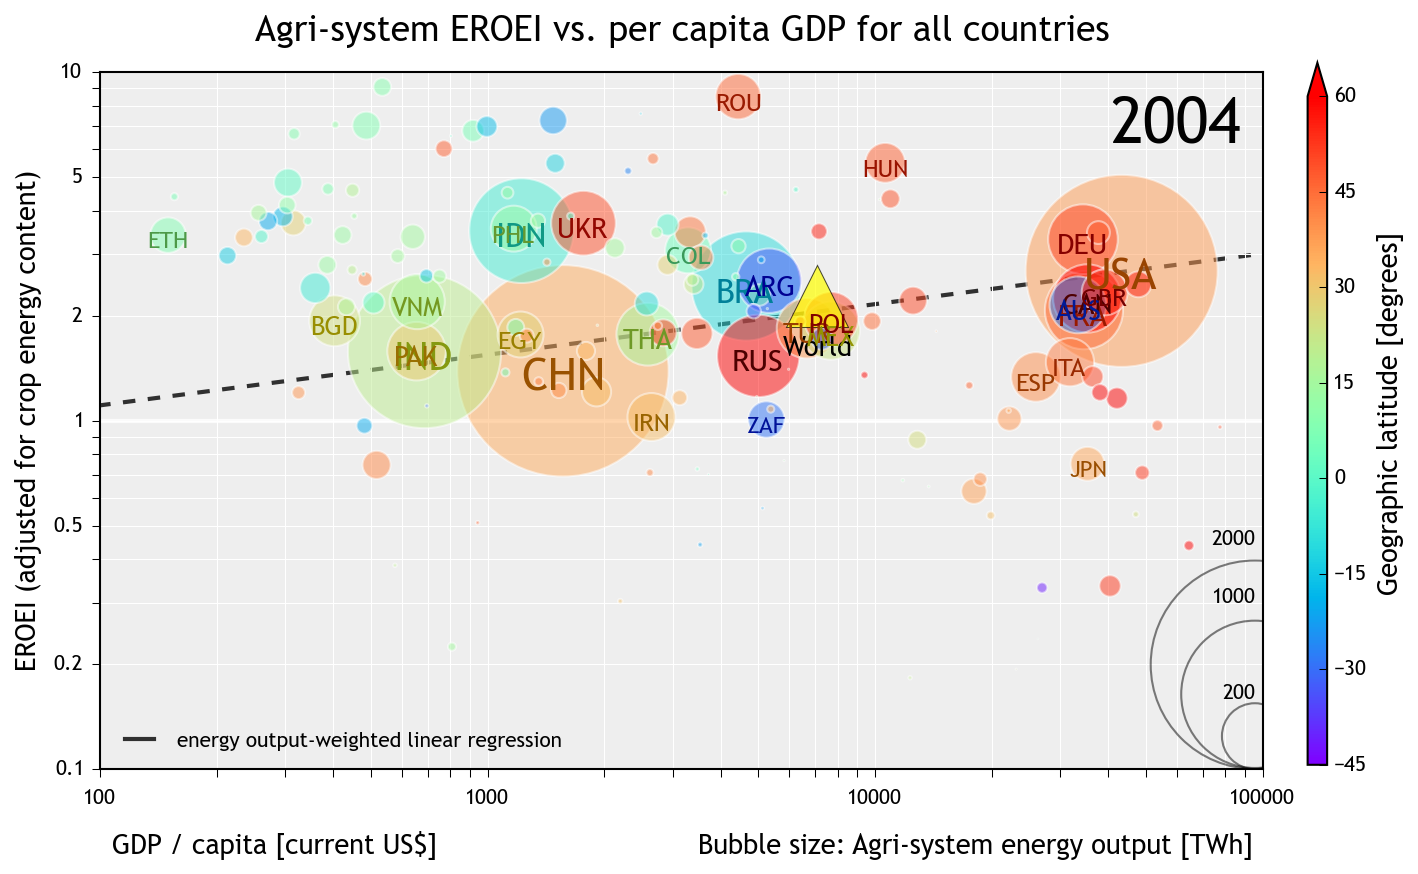 Agri-system EROEI vs. per capita GDP for all countries
2004
EROEI (adjusted for crop energy content)
10
5
2
1
0.5
0.2
0.1
100
1000
10000
100000
GDP / capita [current US$]
Bubble size: Agri-system energy output [TWh]
energy output-weighted linear regression
2000
1000
200
Geographic latitude [degrees]
60
45
30
15
0
−15
−30
−45
ROU
HUN
ETH
PHL
IDN
UKR
COL
DEU
USA
BRA
ARG
VNM
BGD
GBR
CAN
AUS
FRA
POL
TUR
World
EGY
THA
PAK
IND
CHN
RUS
ITA
ESP
IRN
ZAF
JPN